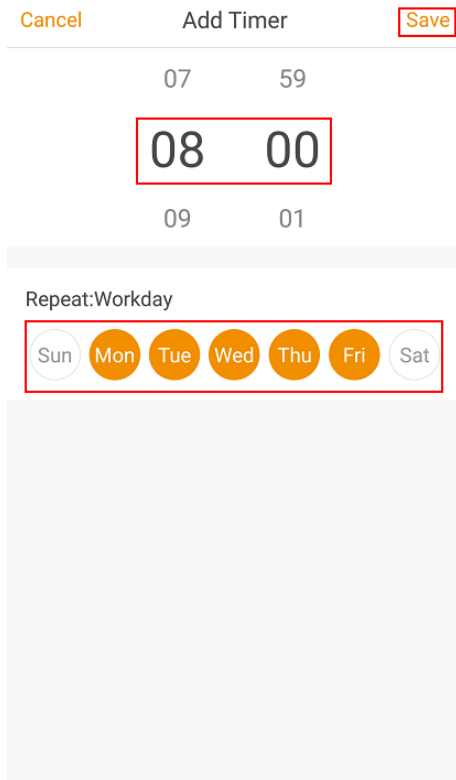 Cancel Add Timer Save
07 59
08 00
09 01
Repeat:Workday
Sun Mon Tue Wed Thu Fri Sat